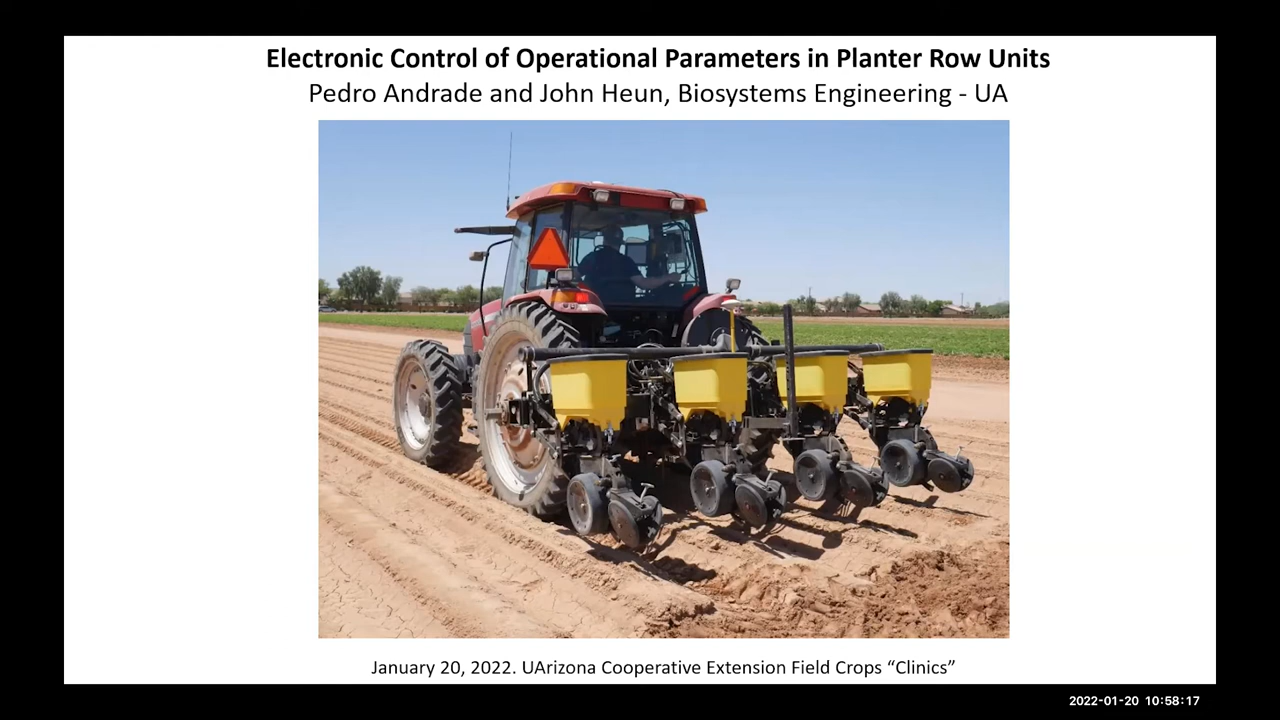 Electronic Control of Operational Parameters in Planter Row Units
Pedro Andrade and John Heun, Biosystems Engineering - UA
January 20, 2022. UArizona Cooperative Extension Field Crops “Clinics”
2022-01-20 10:58:17